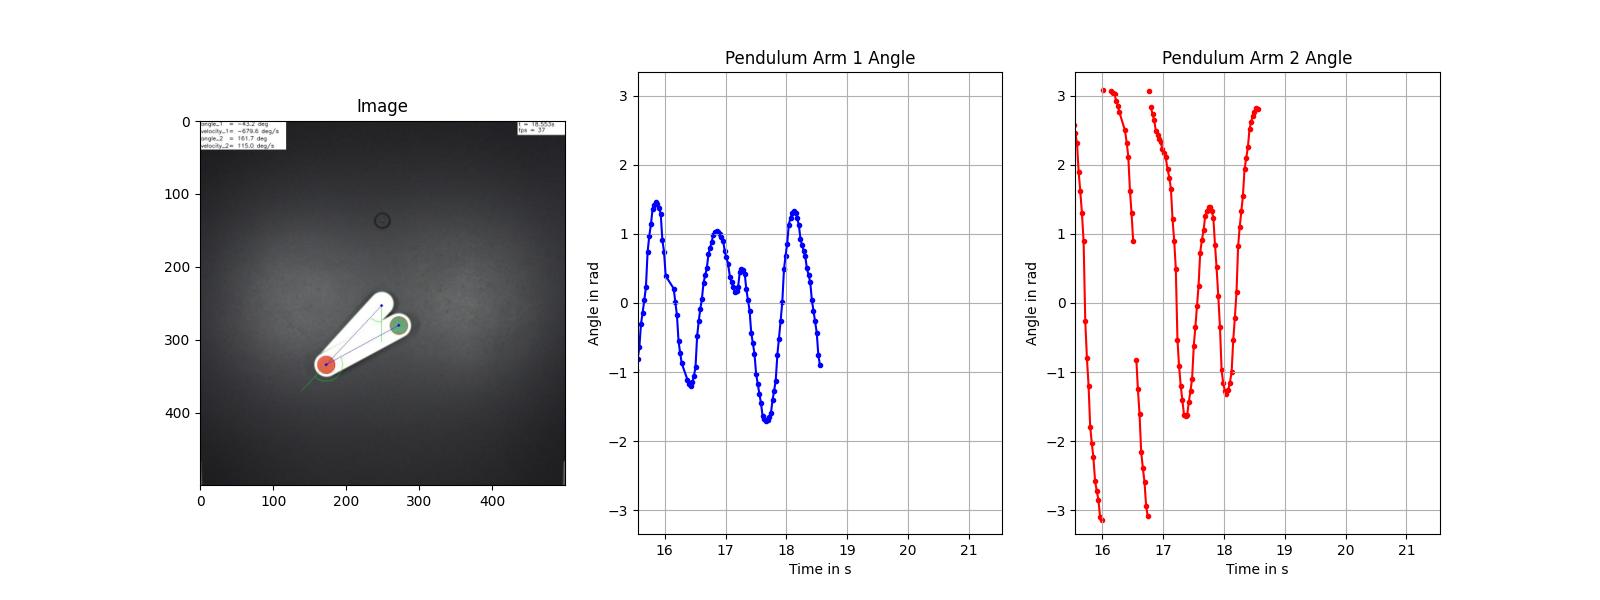 Image
angle_1 = -43.2 deg
velocity_1= -679.6 deg/s
angle_2 = 161.7 deg
velocity_2= 115.0 deg/s
t = 18.553s
fps = 37
0
100
200
300
400
0 100 200 300 400
Pendulum Arm 1 Angle
Angle in rad
3
2
1
0
−1
−2
−3
16 17 18 19 20 21
Time in s
Pendulum Arm 2 Angle
Angle in rad
3
2
1
0
−1
−2
−3
16 17 18 19 20 21
Time in s